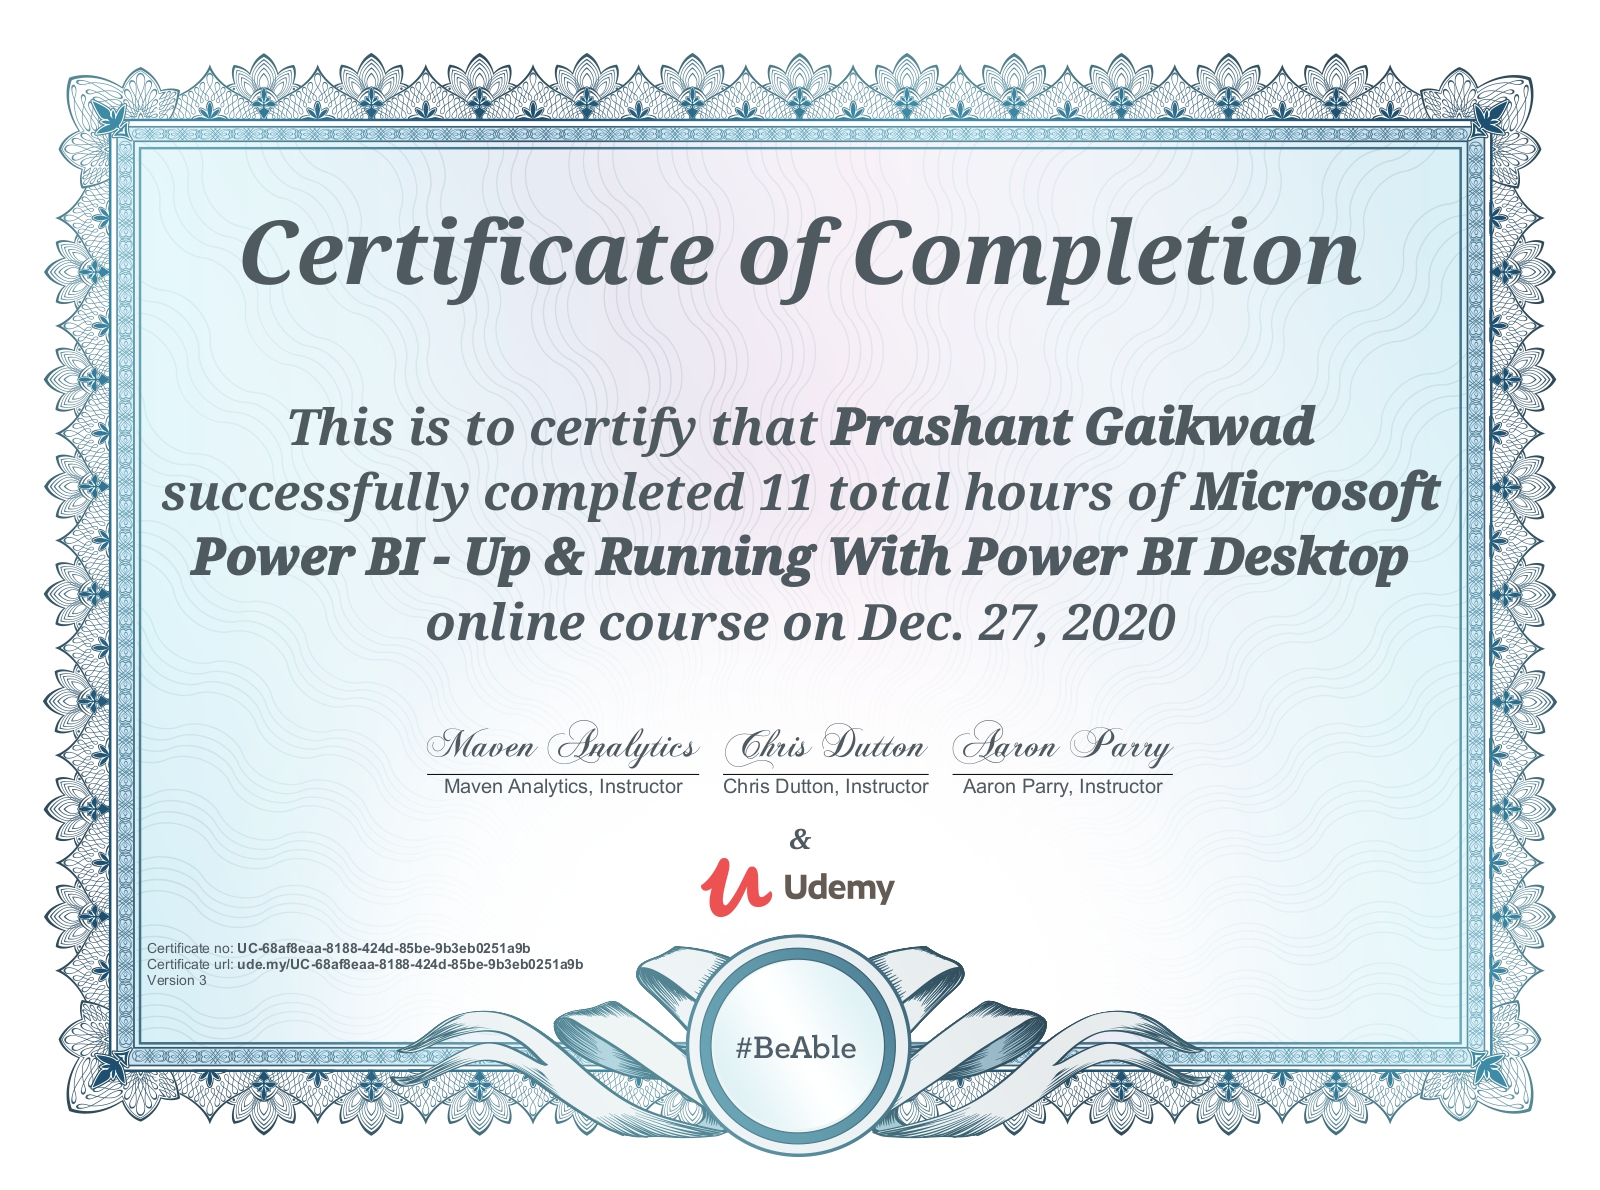 Certificate of Completion
This is to certify that Prashant Gaikwad
successfully completed 11 total hours of Microsoft
Power BI - Up & Running With Power BI Desktop
online course on Dec. 27, 2020
Maven Analytics Chris Dutton Aaron Parry
Maven Analytics, Instructor Chris Dutton, Instructor Aaron Parry, Instructor
&
Udemy
Certificate no: UC-68af8eaa-8188-424d-85be-9b3eb0251a9b
Certificate url: ude.my/UC-68af8eaa-8188-424d-85be-9b3eb0251a9b
Version 3
#BeAble